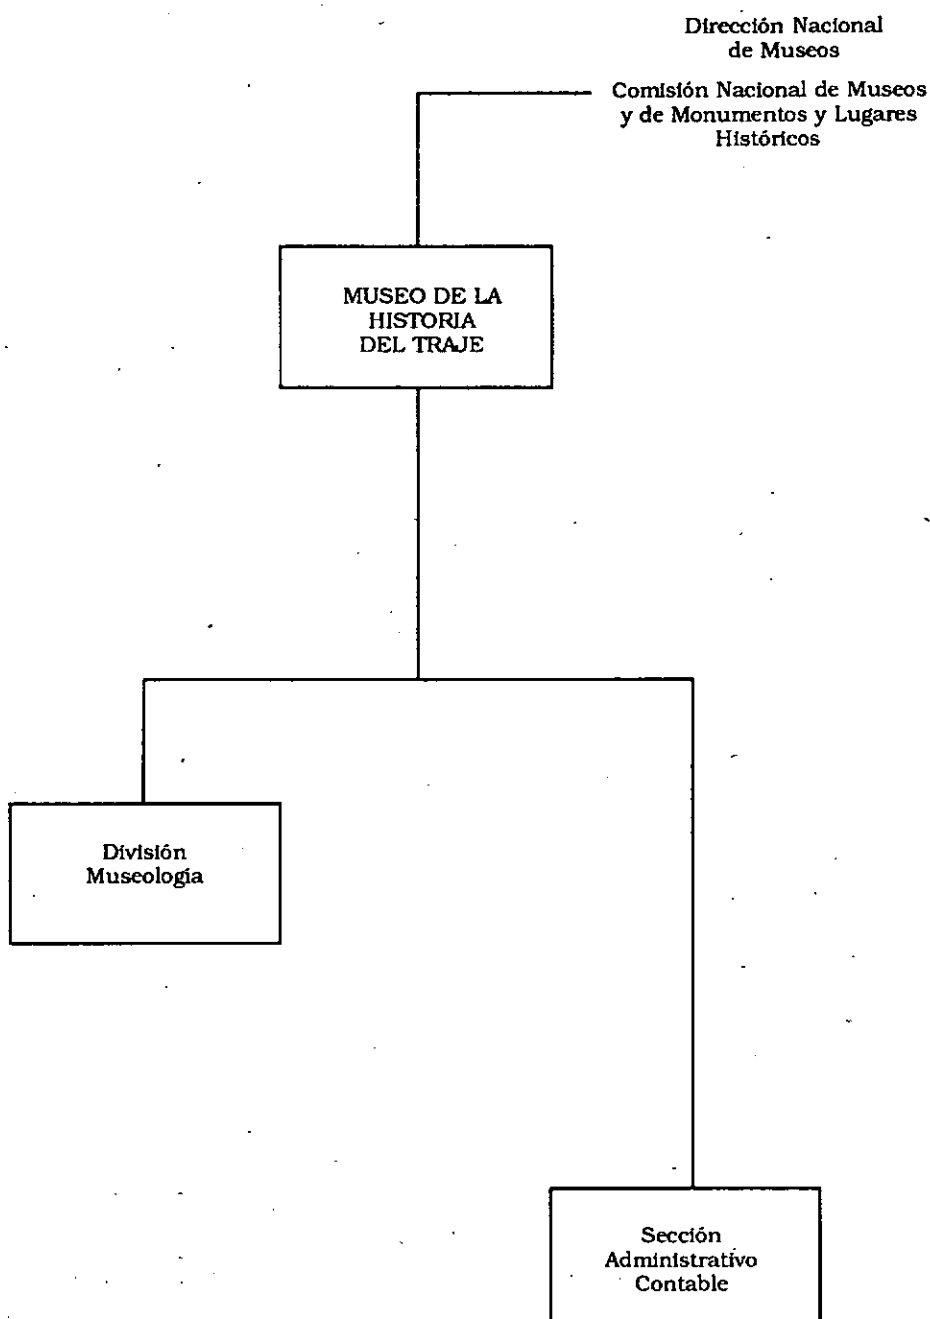 Dirección Nacional
de Museos
Comisión Nacional de Museos
y de Monumentos y Lugares
Históricos
MUSEO DE LA
HISTORIA
DEL TRAJE
División
Museología
Sección
Administrativo
Contable